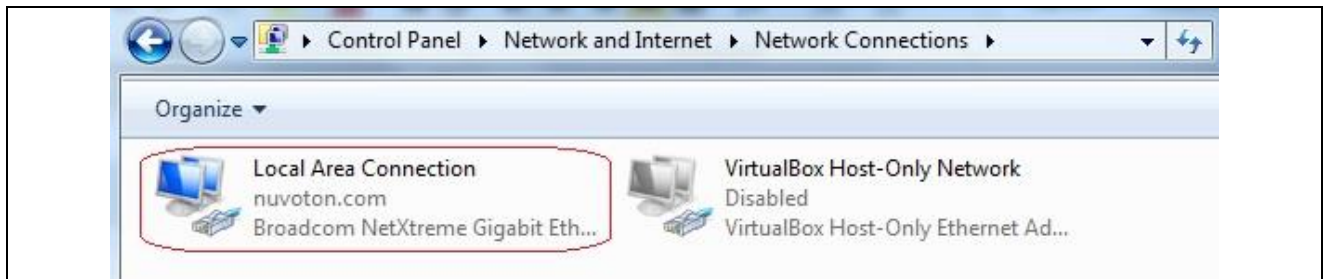 Control Panel Network and Internet Network Connections
Organize
Local Area Connection
nuvoton.com
Broadcom NetXtreme Gigabit Eth...
VirtualBox Host-Only Network
Disabled
VirtualBox Host-Only Ethernet Ad...